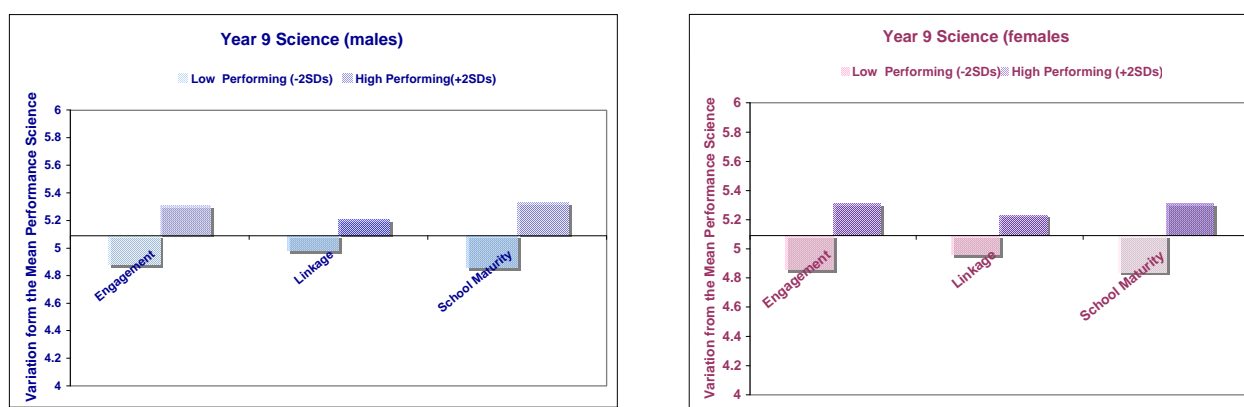 Year 9 Science (males)
Low Performing (-2SDs) High Performing(+2SDs)
Variation form the Mean Performance Science
6
5.8
5.6
5.4
5.2
5
4.8
4.6
4.4
4.2
4
Engagement
Linkage
School Maturity
Year 9 Science (females
Low Performing (-2SDs) High Performing (+2SDs)
Variation from the Mean Performance Science
6
5.8
5.6
5.4
5.2
5
4.8
4.6
4.4
4.2
4
Engagement
Linkage
School Maturity